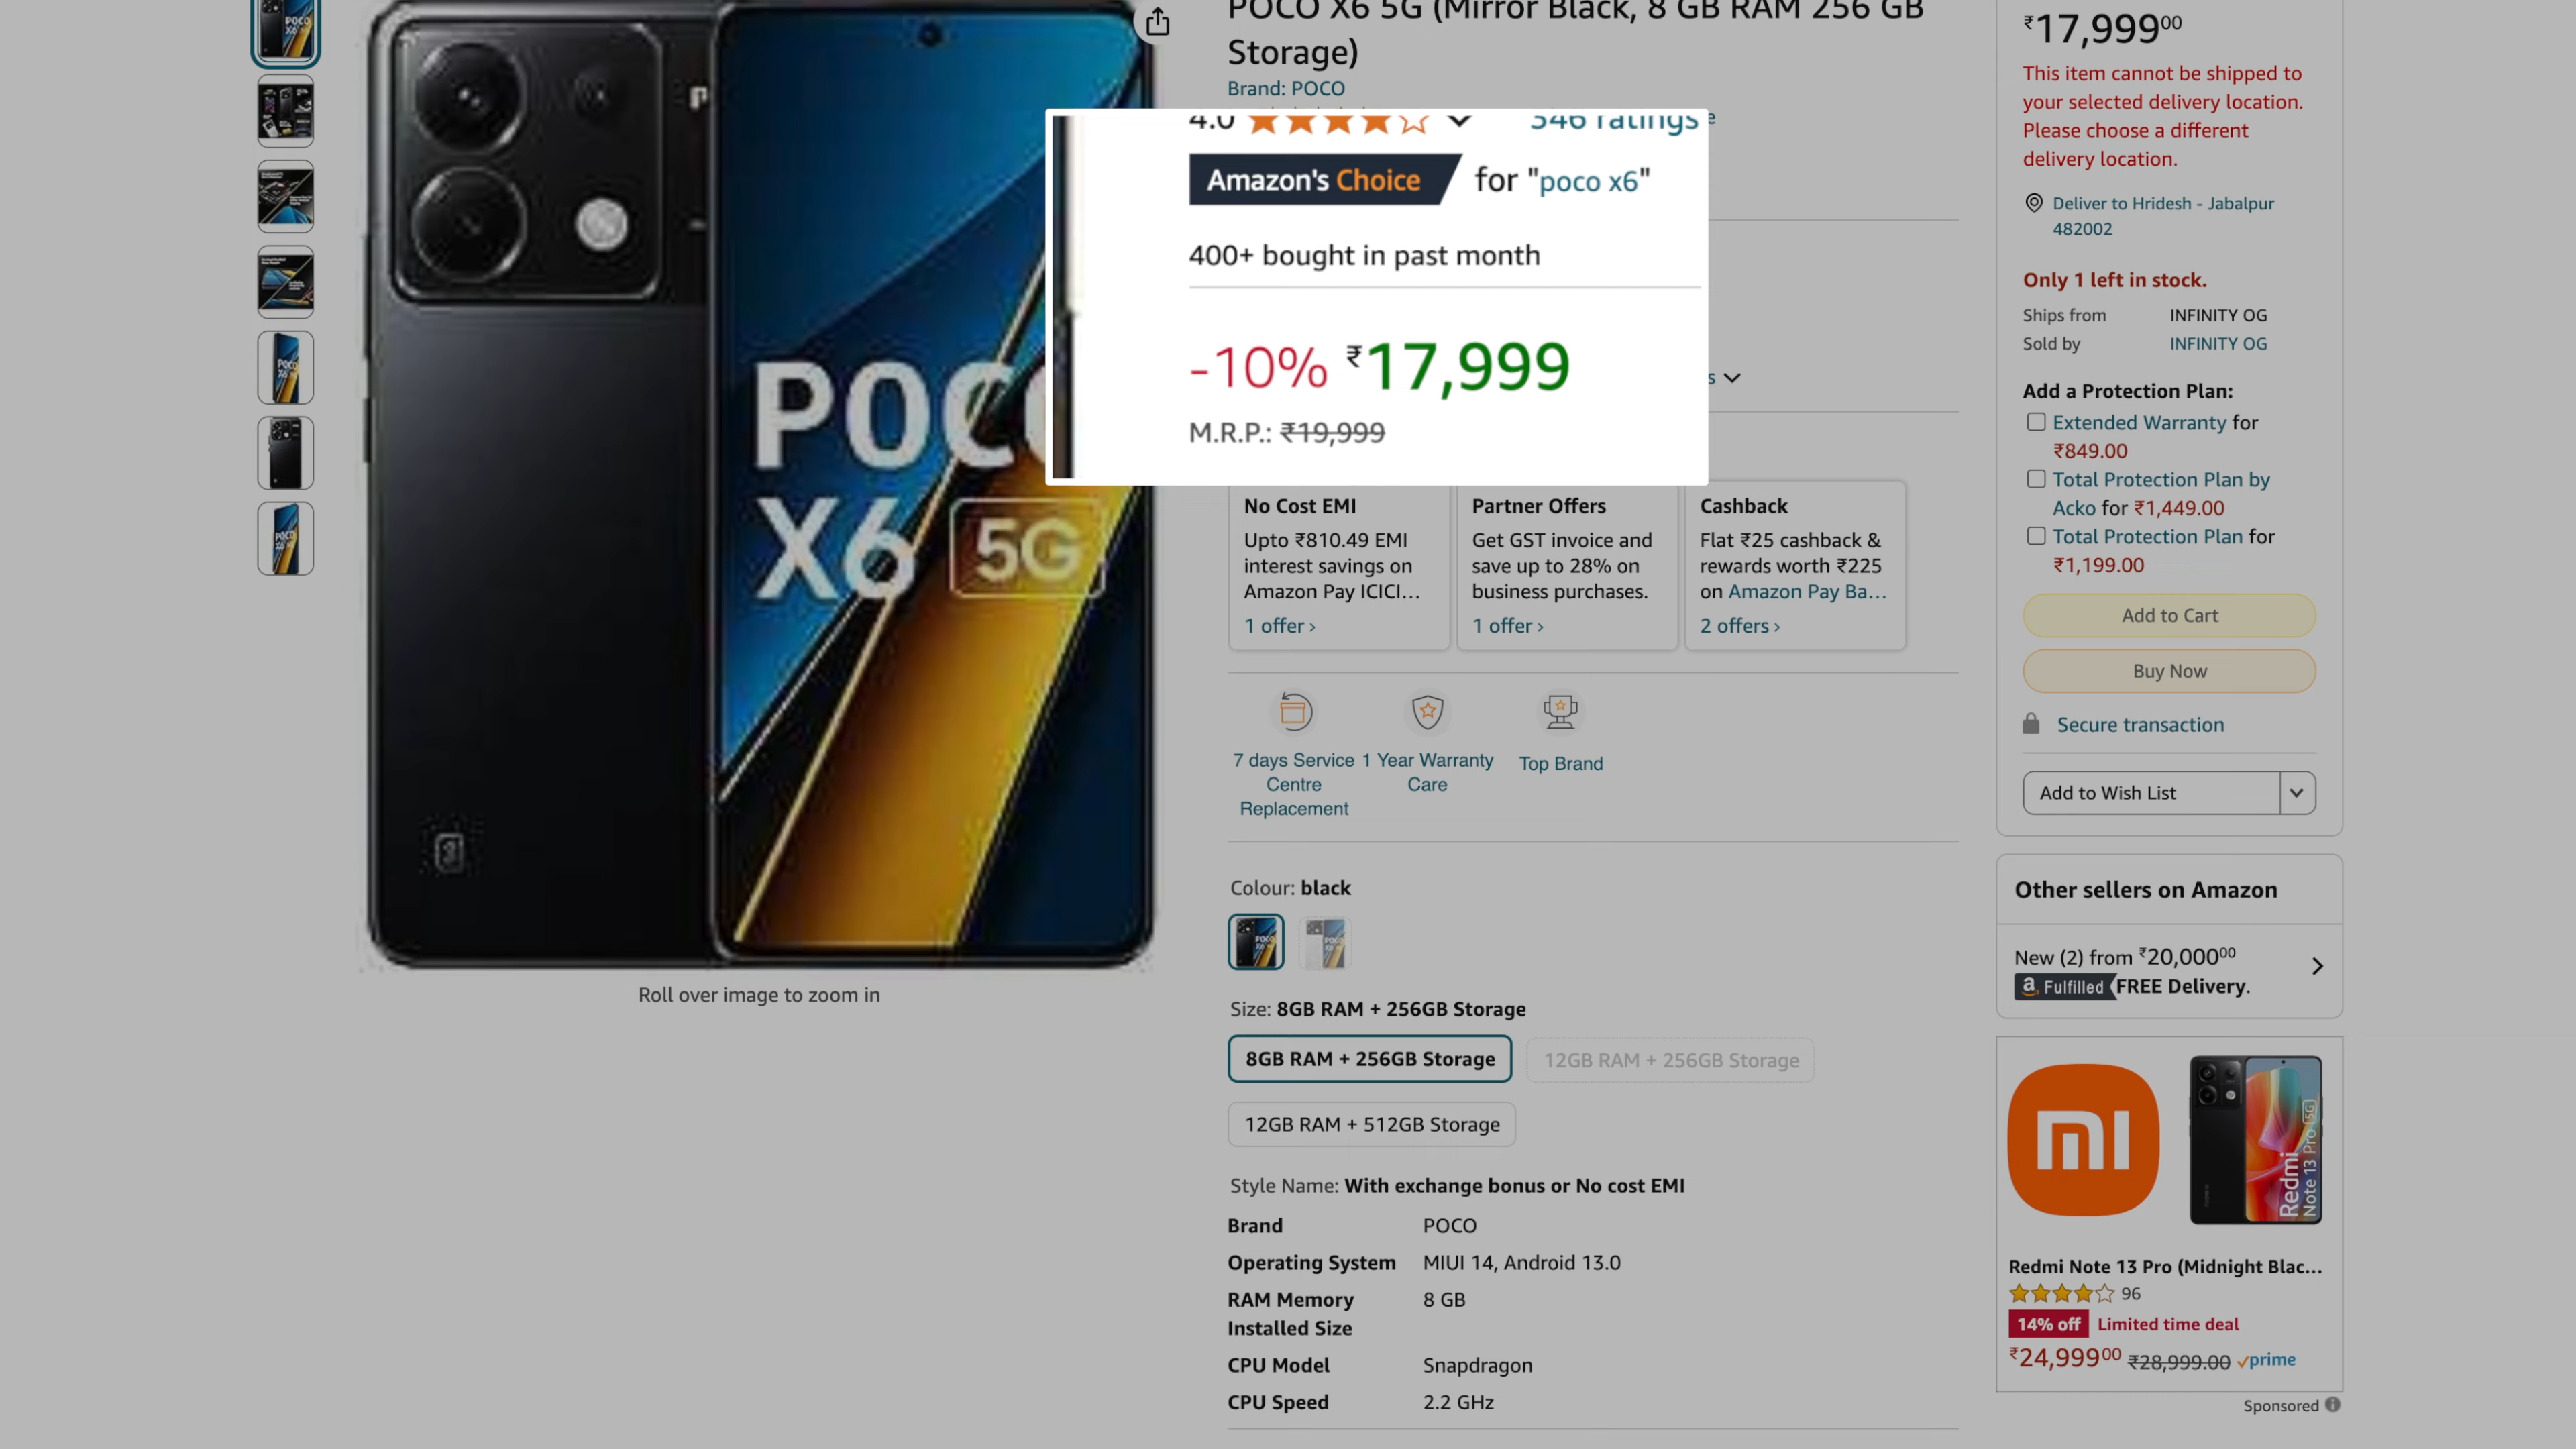 POCO X6 5G (Mirror Black, 8 GB RAM 256 GB
Storage)
Brand: POCO
4.0 346 ratings
Amazon's Choice for "poco x6"
400+ bought in past month
-10% ₹17,999
M.R.P.: ₹19,999
POCO
X6 5G
Roll over image to zoom in
No Cost EMI
Upto ₹810.49 EMI
interest savings on
Amazon Pay ICICI…
1 offer ›
Partner Offers
Get GST invoice and
save up to 28% on
business purchases.
1 offer ›
Cashback
Flat ₹25 cashback &
rewards worth ₹225
on Amazon Pay Ba…
2 offers ›
7 days Service
Centre
Replacement
1 Year Warranty
Care
Top Brand
Colour: black
Size: 8GB RAM + 256GB Storage
8GB RAM + 256GB Storage
12GB RAM + 256GB Storage
12GB RAM + 512GB Storage
Style Name: With exchange bonus or No cost EMI
Brand POCO
Operating System MIUI 14, Android 13.0
RAM Memory 8 GB
Installed Size
CPU Model Snapdragon
CPU Speed 2.2 GHz
₹17,99900
This item cannot be shipped to
your selected delivery location.
Please choose a different
delivery location.
Deliver to Hridesh - Jabalpur
482002
Only 1 left in stock.
Ships from INFINITY OG
Sold by INFINITY OG
Add a Protection Plan:
Extended Warranty for
₹849.00
Total Protection Plan by
Acko for ₹1,449.00
Total Protection Plan for
₹1,199.00
Add to Cart
Buy Now
Secure transaction
Add to Wish List
Other sellers on Amazon
New (2) from ₹20,00000
a Fulfilled FREE Delivery.
mi
Redmi
Note 13 Pro 5G
Redmi Note 13 Pro (Midnight Blac…
96
14% off Limited time deal
₹24,99900 ₹28,999.00 prime
Sponsored